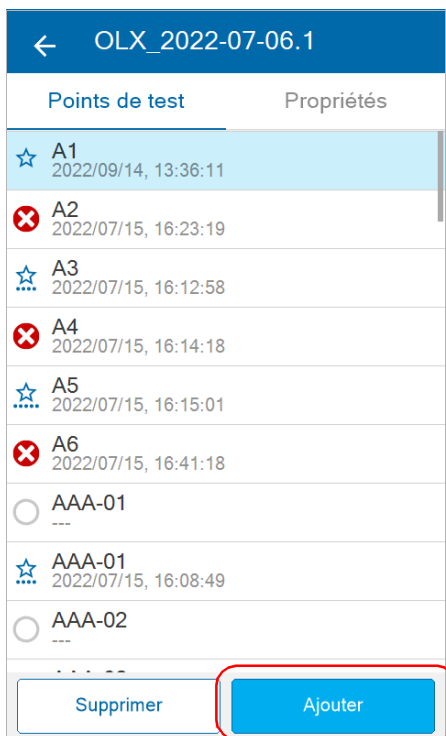 OLX_2022-07-06.1
Points de test Propriétés
A1
2022/09/14, 13:36:11
A2
2022/07/15, 16:23:19
A3
2022/07/15, 16:12:58
A4
2022/07/15, 16:14:18
A5
2022/07/15, 16:15:01
A6
2022/07/15, 16:41:18
AAA-01
---
AAA-01
2022/07/15, 16:08:49
AAA-02
---
Supprimer Ajouter